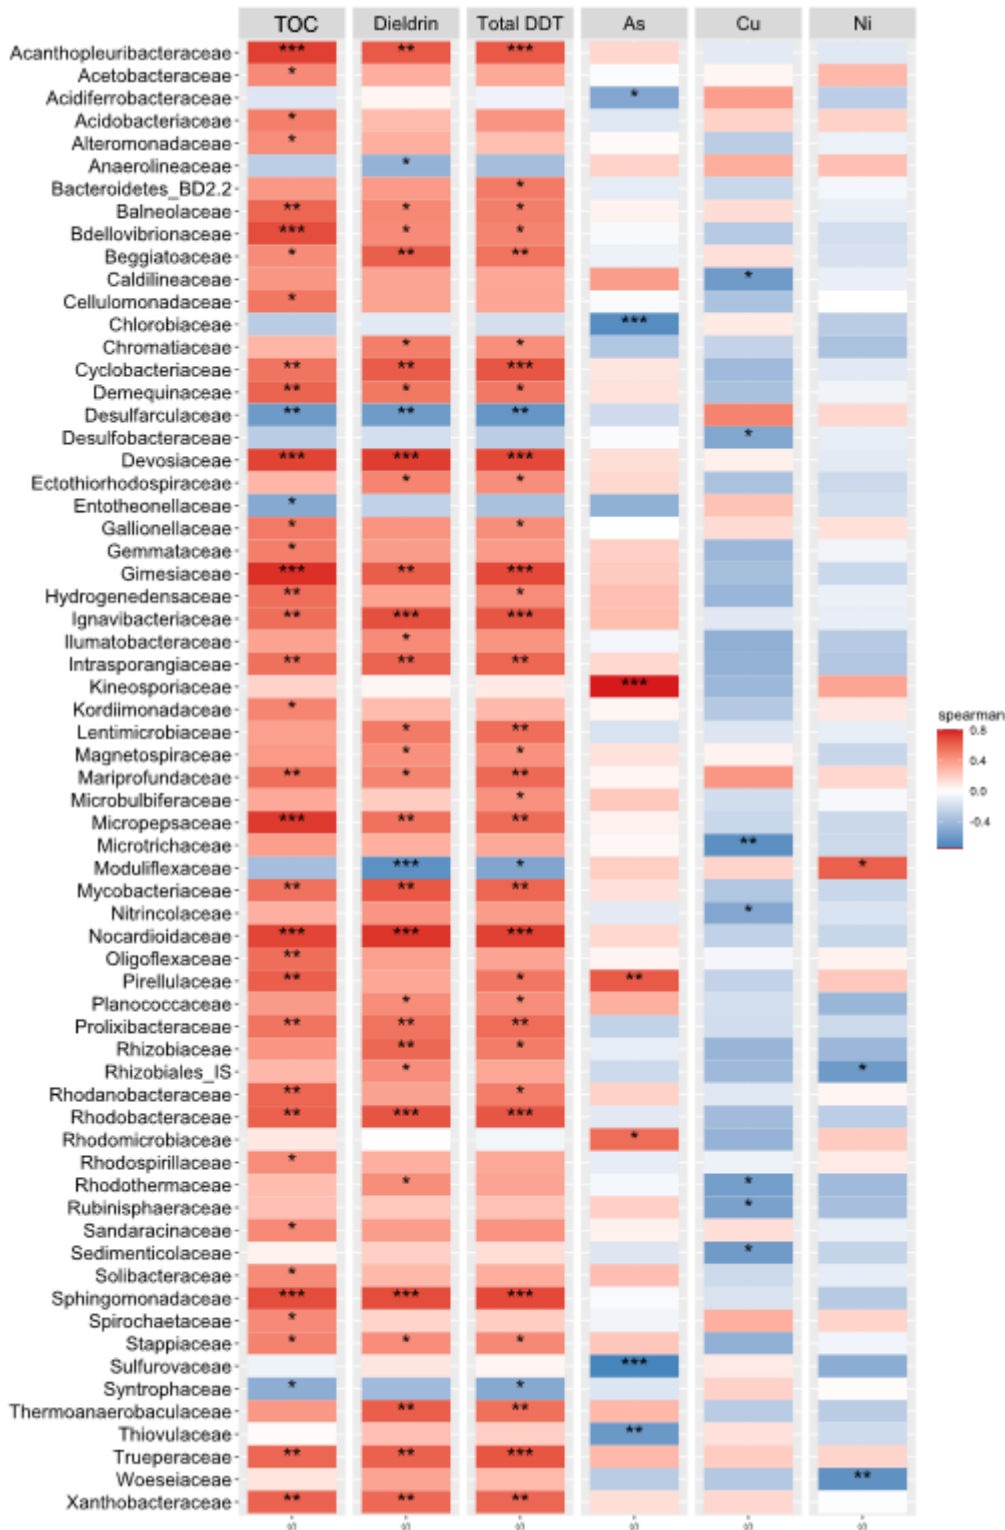 TOC Dieldrin Total DDT As Cu Ni
Acanthopleuribacteraceae *** ** ***
Acetobacteraceae *
Acidiferrobacteraceae *
Acidobacteriaceae *
Alteromonadaceae *
Anaerolineaceae *
Bacteroidetes_BD2.2 *
Balneolaceae ** * *
Bdellovibrionaceae *** * *
Beggiatoaceae * ** **
Caldilineaceae *
Cellulomonadaceae *
Chlorobiaceae ***
Chromatiaceae * *
Cyclobacteriaceae ** ** ***
Demequinaceae ** * *
Desulfarculaceae ** ** **
Desulfobacteraceae *
Devosiaceae *** *** ***
Ectothiorhodospiraceae * *
Entotheonellaceae *
Gallionellaceae * *
Gemmataceae *
Gimesiaceae *** ** ***
Hydrogenedensaceae ** *
Ignavibacteriaceae ** *** ***
Ilumatobacteraceae *
Intrasporangiaceae ** ** **
Kineosporiaceae ***
Kordiimonadaceae *
Lentimicrobiaceae * **
Magnetospiraceae * *
Mariprofundaceae ** * **
Microbulbiferaceae *
Micropepsaceae *** ** **
Microtrichaceae **
Moduliflexaceae *** * *
Mycobacteriaceae ** ** **
Nitrincolaceae *
Nocardioidaceae *** *** ***
Oligoflexaceae **
Pirellulaceae ** * **
Planococcaceae * *
Prolixibacteraceae ** ** **
Rhizobiaceae ** *
Rhizobiales_IS * *
Rhodanobacteraceae ** *
Rhodobacteraceae ** *** ***
Rhodomicrobiaceae *
Rhodospirillaceae *
Rhodothermaceae * *
Rubinisphaeraceae *
Sandaracinaceae *
Sedimenticolaceae *
Solibacteraceae *
Sphingomonadaceae *** *** ***
Spirochaetaceae *
Stappiaceae * * *
Sulfurovaceae ***
Syntrophaceae * *
Thermoanaerobaculaceae ** **
Thiovulaceae **
Trueperaceae ** ** ***
Woeseiaceae **
Xanthobacteraceae ** ** **
spearman
0.8
0.4
0.0
-0.4